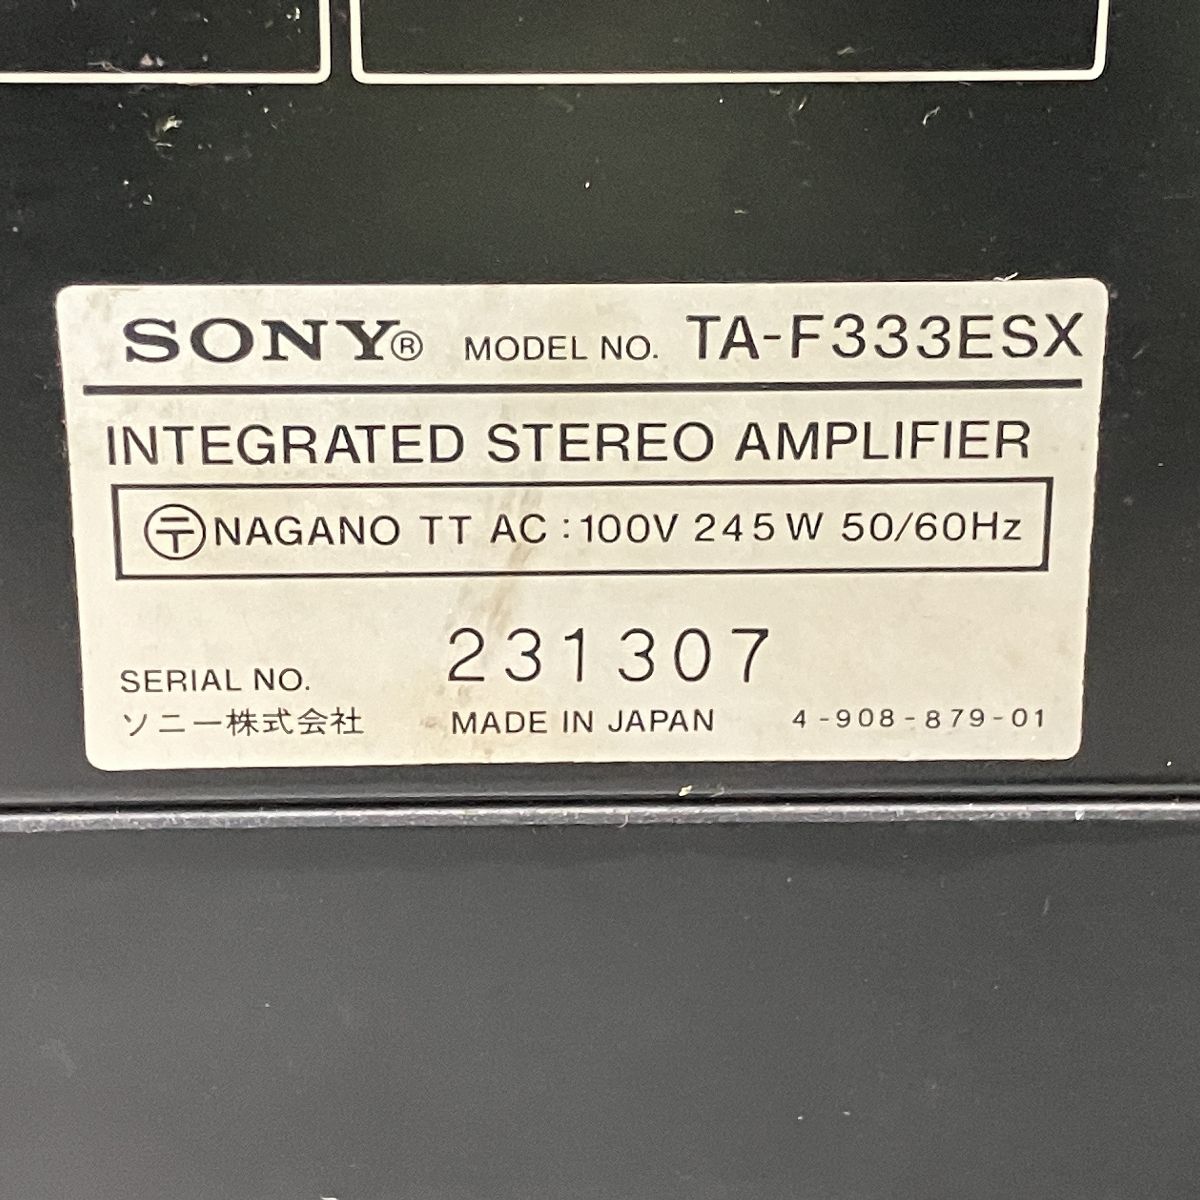 SONY® MODEL NO. TA-F333ESX
INTEGRATED STEREO AMPLIFIER
〶NAGANO TT AC:100V 245W 50/60Hz
SERIAL NO. 231307
ソニー株式会社 MADE IN JAPAN 4-908-879-01